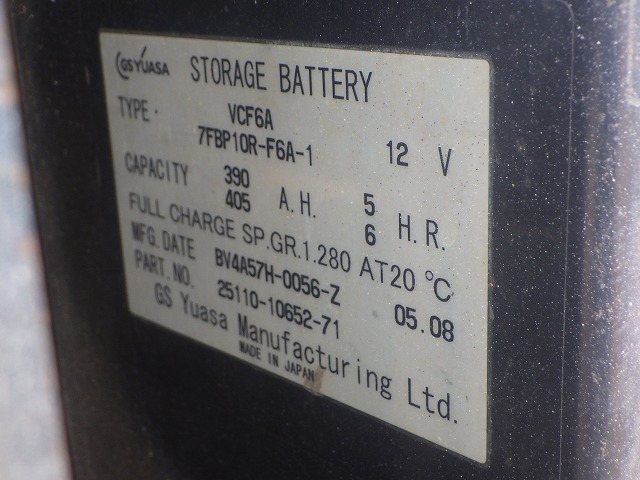 GS YUASA STORAGE BATTERY
TYPE· VCF6A
7FBP10R-F6A-1 12 V
CAPACITY 390 A.H. 5 H.R.
405 6
FULL CHARGE SP.GR.1.280 AT20 °C
MFG. DATE BV4A57H-0056-Z 05.08
PART. NO. 25110-10652-71
GS Yuasa Manufacturing Ltd.
MADE IN JAPAN